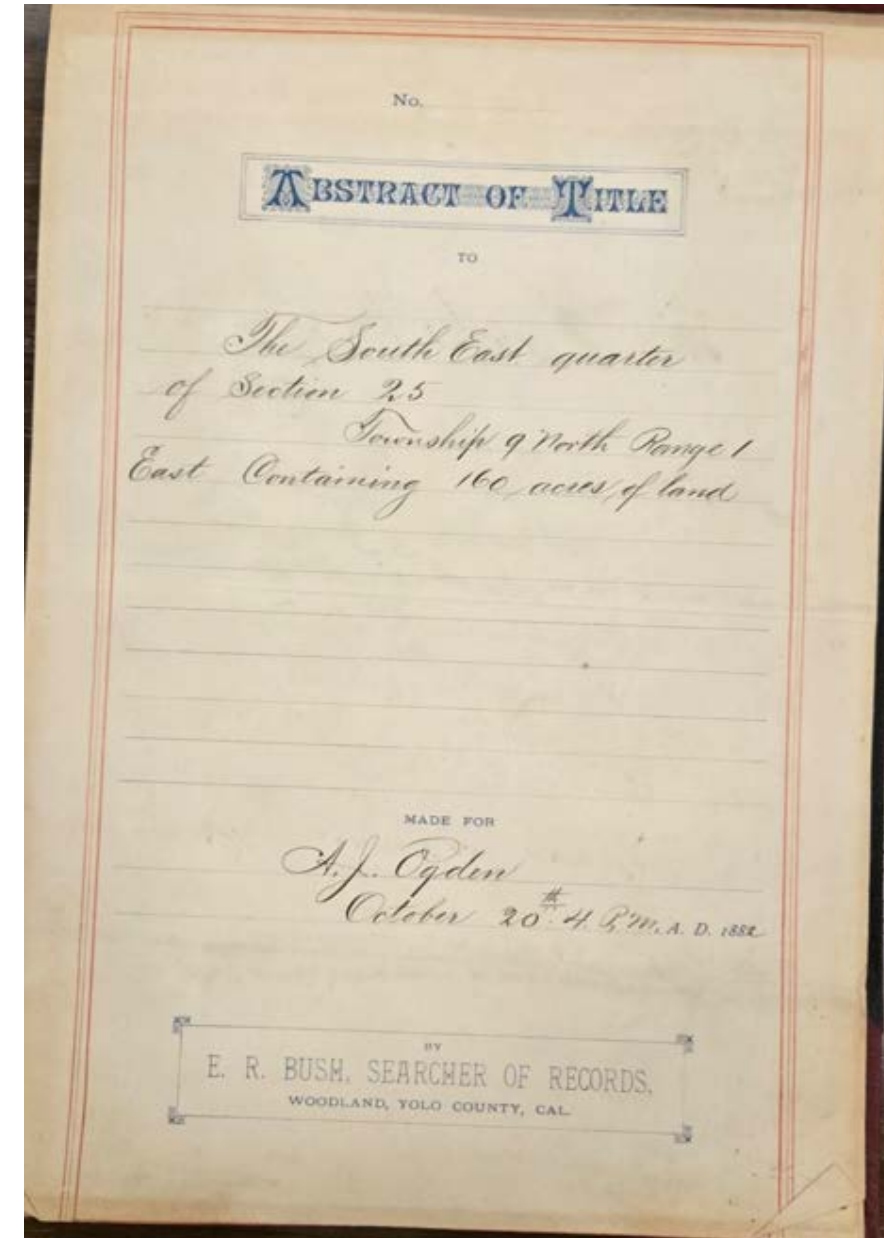 No.
ABSTRACT OF TITLE
TO
The South East quarter
of Section 25
Township 9 North Range 1
East Containing 160 acres of land
MADE FOR
A. J. Ogden
October 20th. 4 P.M. A. D. 1882
BY
E. R. BUSH, SEARCHER OF RECORDS,
WOODLAND, YOLO COUNTY, CAL.